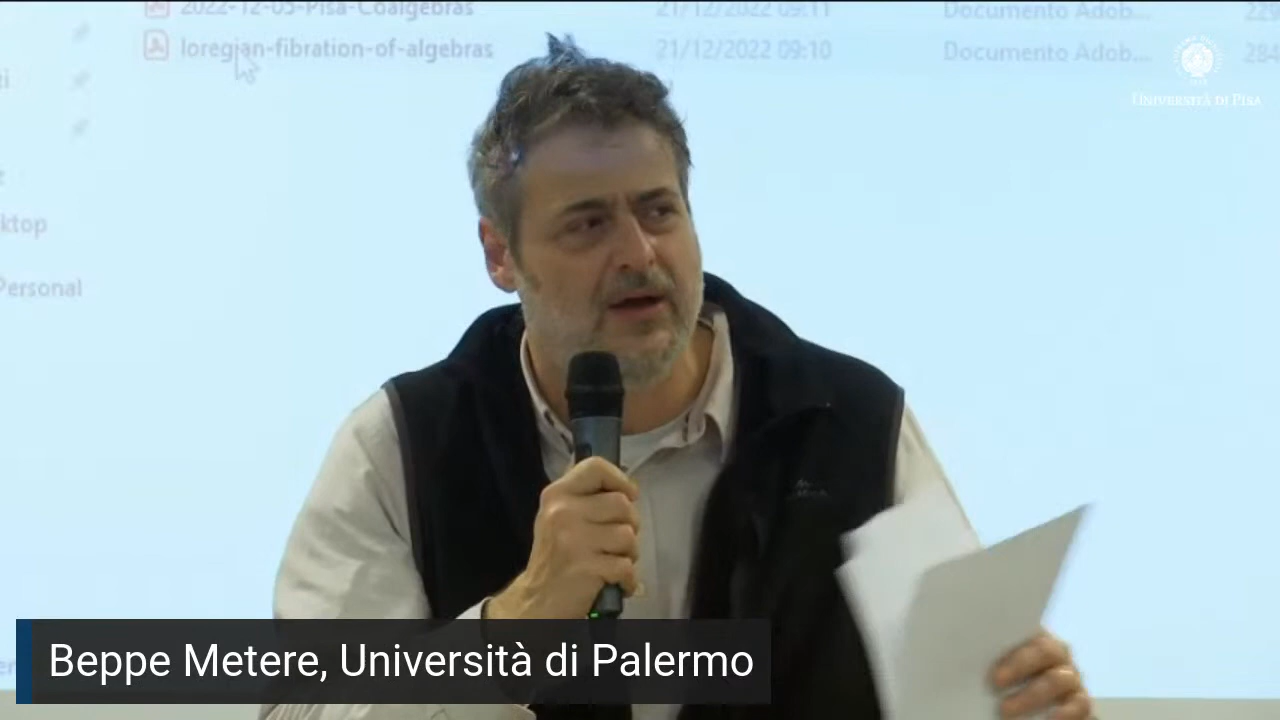 2022-12-05-Pisa-Coalgebras 21/12/2022 09:11 Documento Adob...
loregian-fibration-of-algebras 21/12/2022 09:10 Documento Adob... 284
UNIVERSITÀ DI PISA
ktop
Personal
Beppe Metere, Università di Palermo